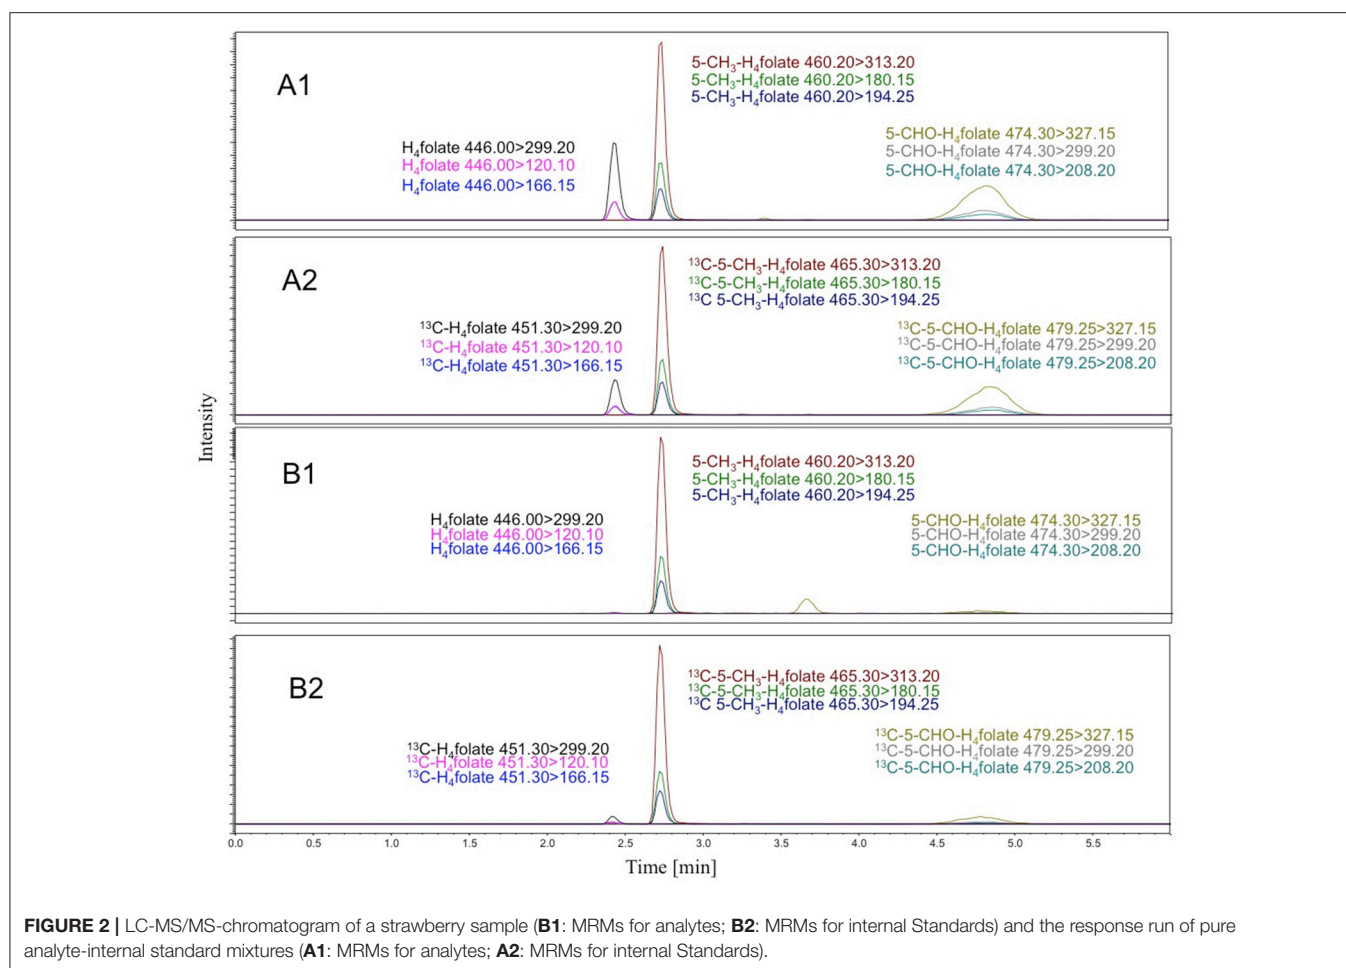 A1
5-CH₃-H₄folate 460.20>313.20
5-CH₃-H₄folate 460.20>180.15
5-CH₃-H₄folate 460.20>194.25
H₄folate 446.00>299.20
H₄folate 446.00>120.10
H₄folate 446.00>166.15
5-CHO-H₄folate 474.30>327.15
5-CHO-H₄folate 474.30>299.20
5-CHO-H₄folate 474.30>208.20
A2
¹³C-5-CH₃-H₄folate 465.30>313.20
¹³C-5-CH₃-H₄folate 465.30>180.15
¹³C 5-CH₃-H₄folate 465.30>194.25
¹³C-H₄folate 451.30>299.20
¹³C-H₄folate 451.30>120.10
¹³C-H₄folate 451.30>166.15
¹³C-5-CHO-H₄folate 479.25>327.15
¹³C-5-CHO-H₄folate 479.25>299.20
¹³C-5-CHO-H₄folate 479.25>208.20
Intensity
B1
5-CH₃-H₄folate 460.20>313.20
5-CH₃-H₄folate 460.20>180.15
5-CH₃-H₄folate 460.20>194.25
H₄folate 446.00>299.20
H₄folate 446.00>120.10
H₄folate 446.00>166.15
5-CHO-H₄folate 474.30>327.15
5-CHO-H₄folate 474.30>299.20
5-CHO-H₄folate 474.30>208.20
B2
¹³C-5-CH₃-H₄folate 465.30>313.20
¹³C-5-CH₃-H₄folate 465.30>180.15
¹³C 5-CH₃-H₄folate 465.30>194.25
¹³C-H₄folate 451.30>299.20
¹³C-H₄folate 451.30>120.10
¹³C-H₄folate 451.30>166.15
¹³C-5-CHO-H₄folate 479.25>327.15
¹³C-5-CHO-H₄folate 479.25>299.20
¹³C-5-CHO-H₄folate 479.25>208.20
0.0 0.5 1.0 1.5 2.0 2.5 3.0 3.5 4.0 4.5 5.0 5.5
Time [min]
FIGURE 2 | LC-MS/MS-chromatogram of a strawberry sample (B1: MRMs for analytes; B2: MRMs for internal Standards) and the response run of pure
analyte-internal standard mixtures (A1: MRMs for analytes; A2: MRMs for internal Standards).